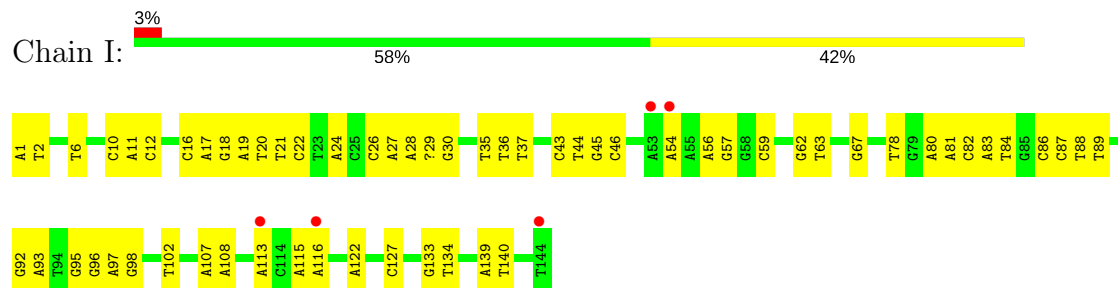 3%
Chain I:
58% 42%
A1 T2 T6 C10 A11 C12 C16 A17 G18 A19 T20 T21 C22 T23 A24 C25 C26 A27 A28 ?29 G30 T35 T36 T37 C43 T44 G45 C46 A53 A54 A55 A56 G57 G58 C59 G62 T63 G67 T78 G79 A80 A81 C82 A83 T84 G85 C86 C87 T88 T89
G92 A93 T94 G95 G96 A97 G98 T102 A107 A108 A113 C114 A115 A116 A122 C127 G133 T134 A139 T140 T144